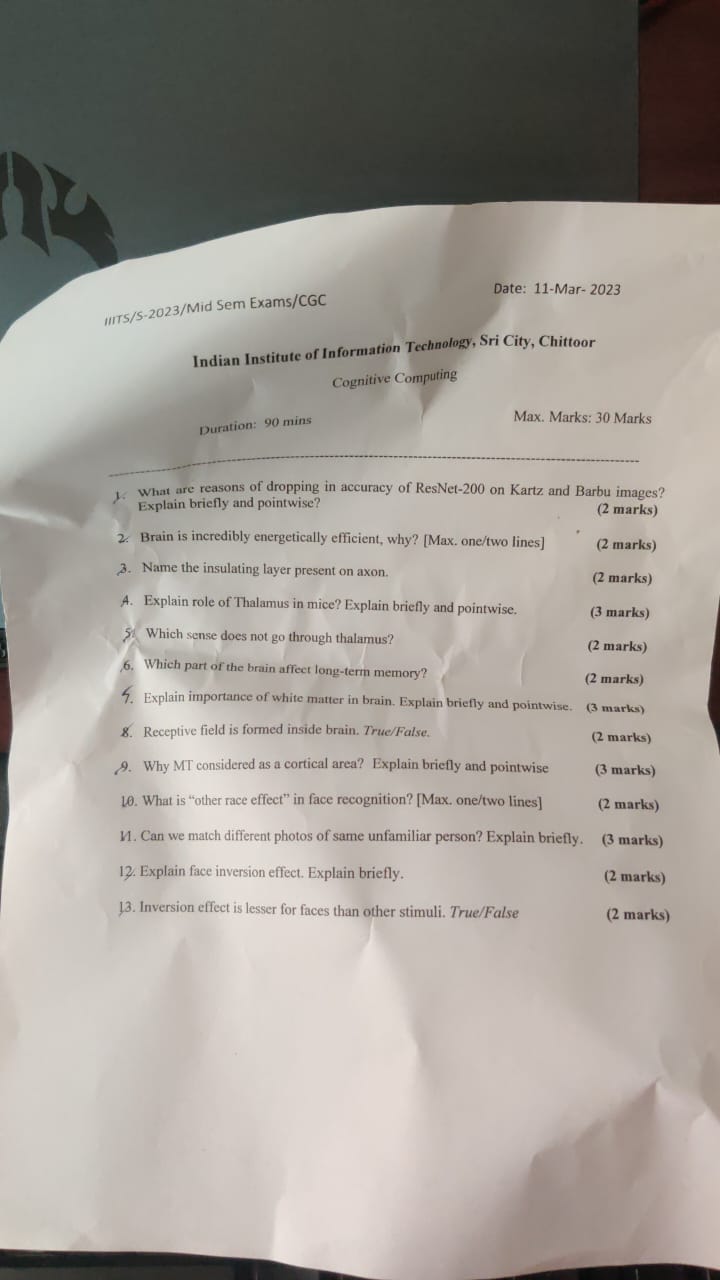 IIITS/S-2023/Mid Sem Exams/CGC
Date: 11-Mar- 2023
Indian Institute of Information Technology, Sri City, Chittoor
Cognitive Computing
Duration: 90 mins
Max. Marks: 30 Marks
1. What are reasons of dropping in accuracy of ResNet-200 on Kartz and Barbu images?
Explain briefly and pointwise? (2 marks)
2. Brain is incredibly energetically efficient, why? [Max. one/two lines] (2 marks)
3. Name the insulating layer present on axon. (2 marks)
4. Explain role of Thalamus in mice? Explain briefly and pointwise. (3 marks)
5. Which sense does not go through thalamus? (2 marks)
6. Which part of the brain affect long-term memory? (2 marks)
7. Explain importance of white matter in brain. Explain briefly and pointwise. (3 marks)
8. Receptive field is formed inside brain. True/False. (2 marks)
9. Why MT considered as a cortical area? Explain briefly and pointwise (3 marks)
10. What is “other race effect” in face recognition? [Max. one/two lines] (2 marks)
11. Can we match different photos of same unfamiliar person? Explain briefly. (3 marks)
12. Explain face inversion effect. Explain briefly. (2 marks)
13. Inversion effect is lesser for faces than other stimuli. True/False (2 marks)